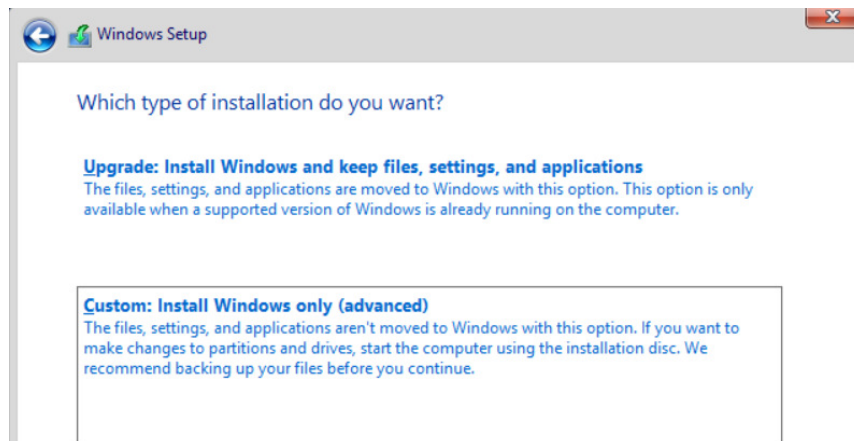 Windows Setup
Which type of installation do you want?
Upgrade: Install Windows and keep files, settings, and applications
The files, settings, and applications are moved to Windows with this option. This option is only
available when a supported version of Windows is already running on the computer.
Custom: Install Windows only (advanced)
The files, settings, and applications aren't moved to Windows with this option. If you want to
make changes to partitions and drives, start the computer using the installation disc. We
recommend backing up your files before you continue.